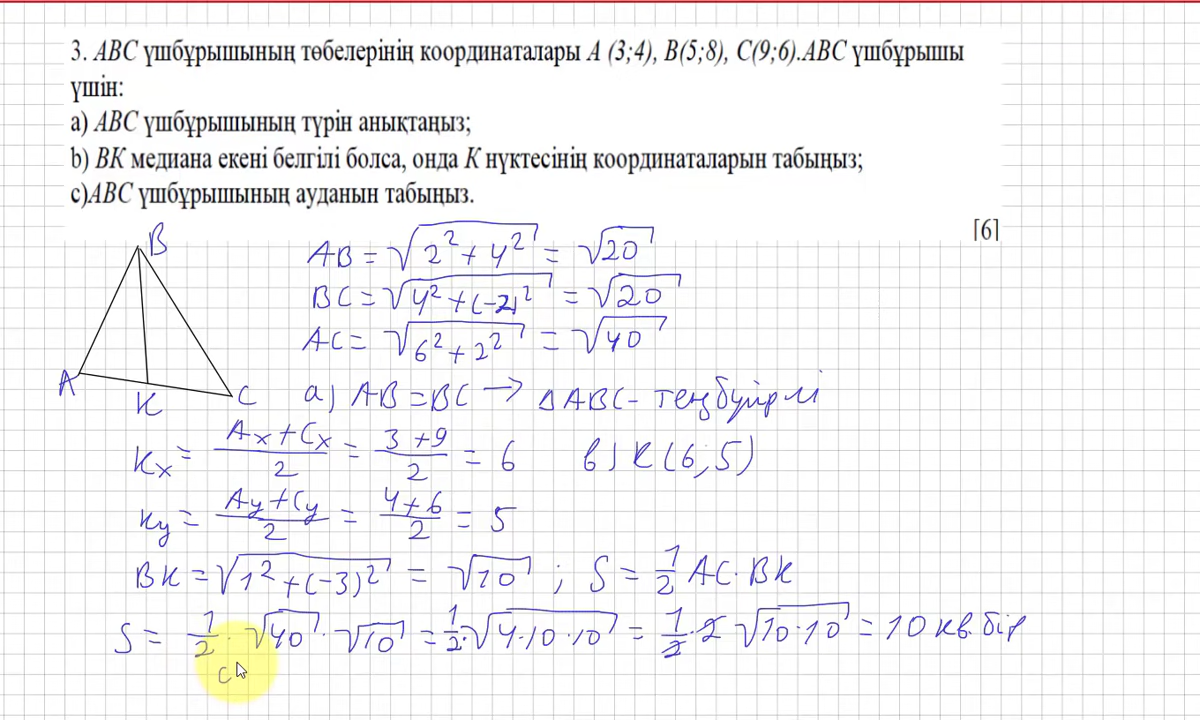 3. ABC үшбұрышының төбелерінің координаталары A (3;4), B(5;8), C(9;6).ABC үшбұрышы
үшін:
a) ABC үшбұрышының түрін анықтаңыз;
b) BK медиана екені белгілі болса, онда K нүктесінің координаталарын табыңыз;
c)ABC үшбұрышының ауданын табыңыз.
[6]
B
A
K
C
AB = √(2² + 4²) = √20
BC = √(4² + (-2)²) = √20
AC = √(6² + 2²) = √40
a) AB = BC → ΔABC - теңбүйірлі
Kx = (Ax + Cx)/2 = (3 + 9)/2 = 6 в) K(6; 5)
Ky = (Ay + Cy)/2 = (4 + 6)/2 = 5
BK = √(1² + (-3)²) = √10 ; S = 1/2 AC · BK
S = 1/2 · √40 · √10 = 1/2 · √(4·10·10) = 1/2 · 2 √(10·10) = 10 кв. бір
c